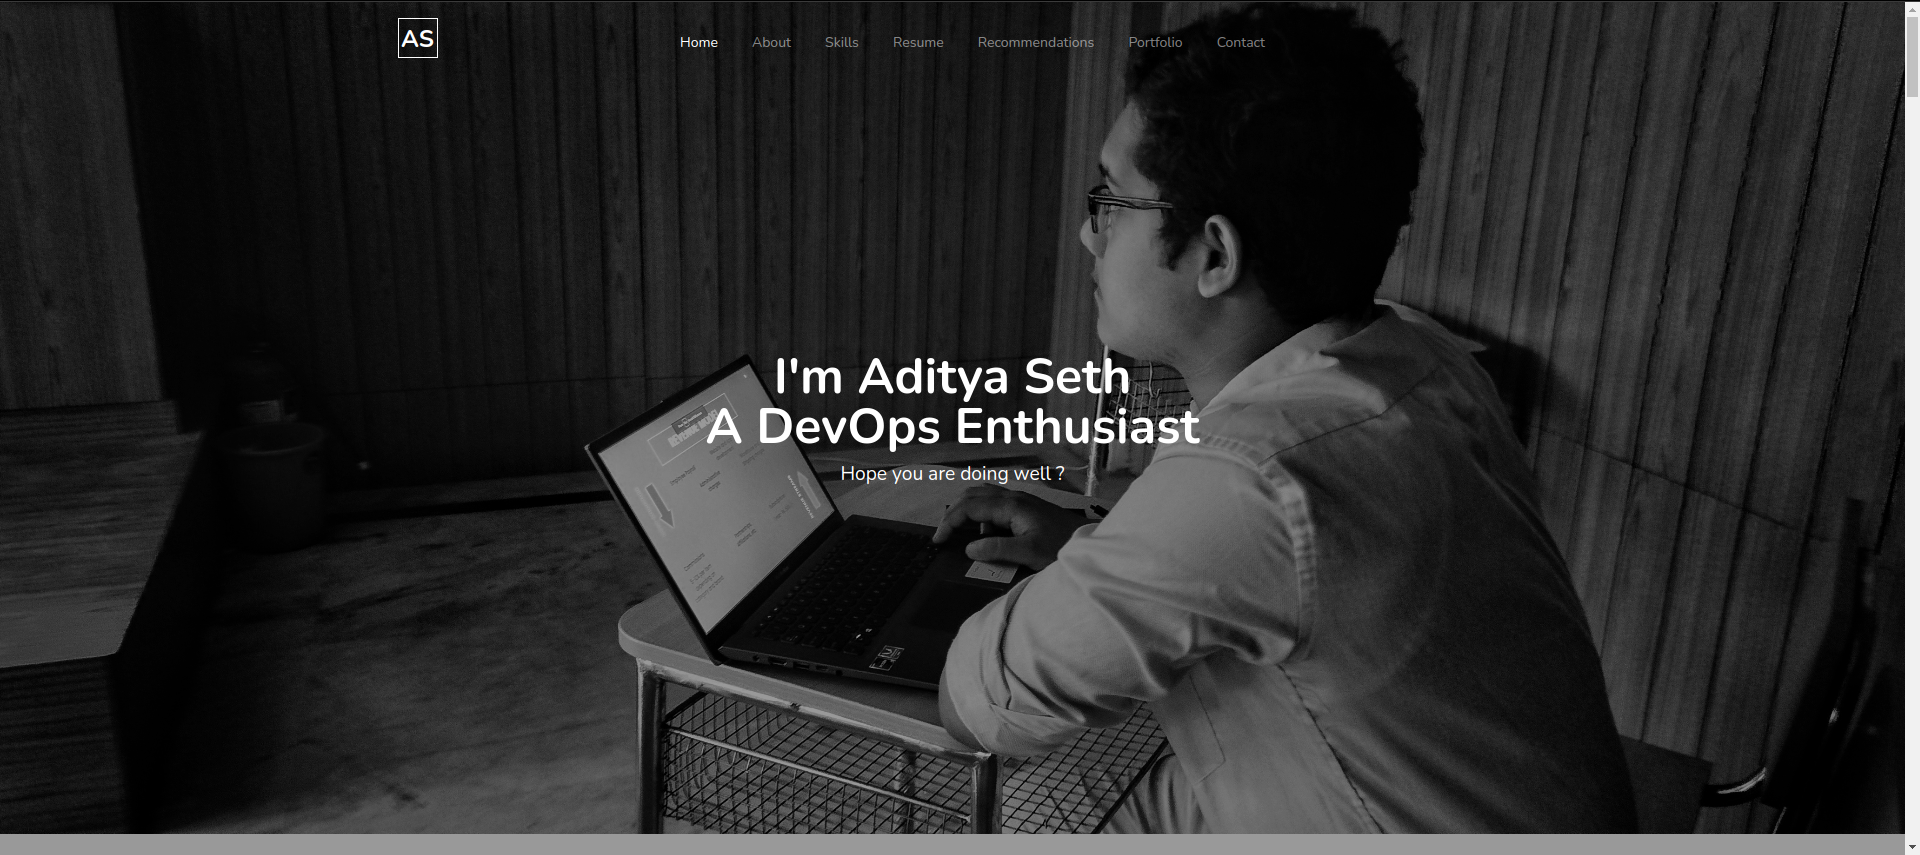 AS
Home About Skills Resume Recommendations Portfolio Contact
I'm Aditya Seth
A DevOps Enthusiast
Hope you are doing well ?